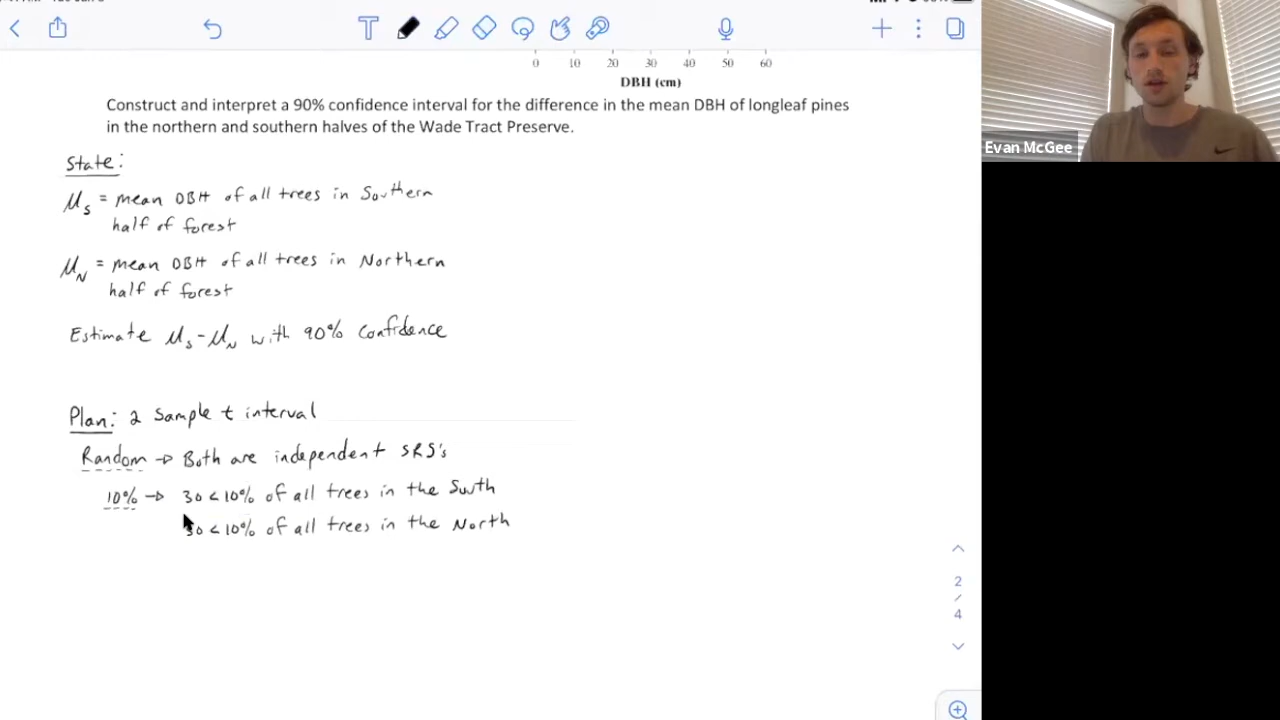 0 10 20 30 40 50 60
DBH (cm)
Construct and interpret a 90% confidence interval for the difference in the mean DBH of longleaf pines
in the northern and southern halves of the Wade Tract Preserve.
Evan McGee
State:
μS = mean DBH of all trees in Southern
half of forest
μN = mean DBH of all trees in Northern
half of forest
Estimate μS - μN with 90% confidence
Plan: 2 Sample t interval
Random → Both are independent SRS's
10% → 30 < 10% of all trees in the South
30 < 10% of all trees in the North
2
/
4